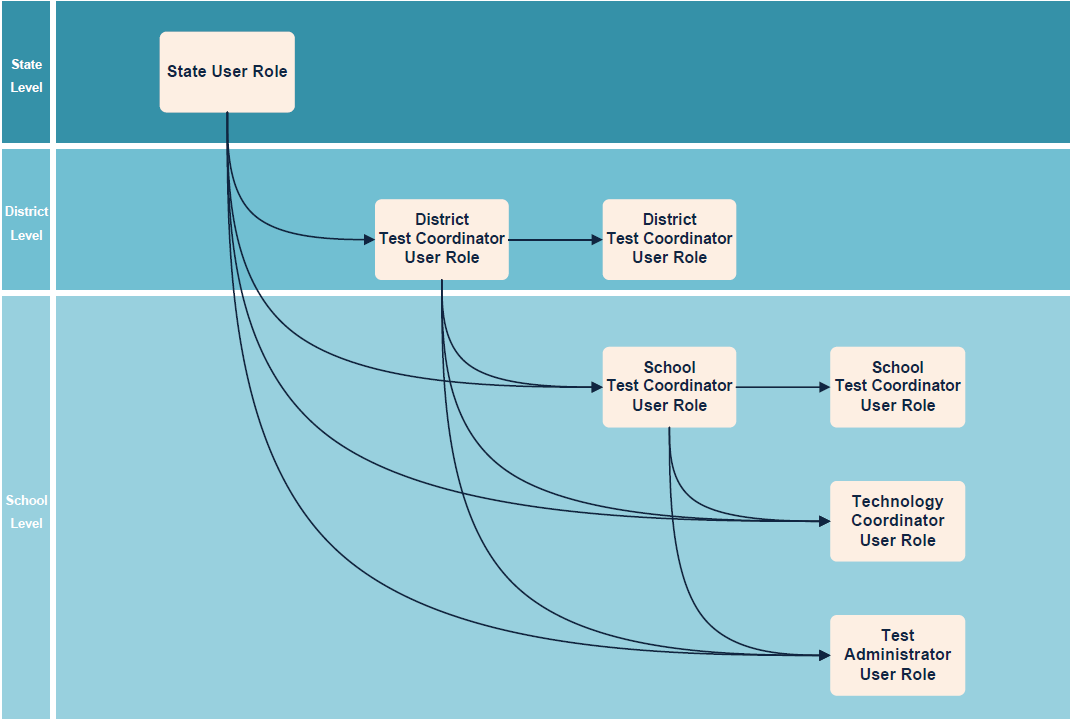 State
Level
State User Role
District
Level
District
Test Coordinator
User Role
District
Test Coordinator
User Role
School
Level
School
Test Coordinator
User Role
School
Test Coordinator
User Role
Technology
Coordinator
User Role
Test
Administrator
User Role